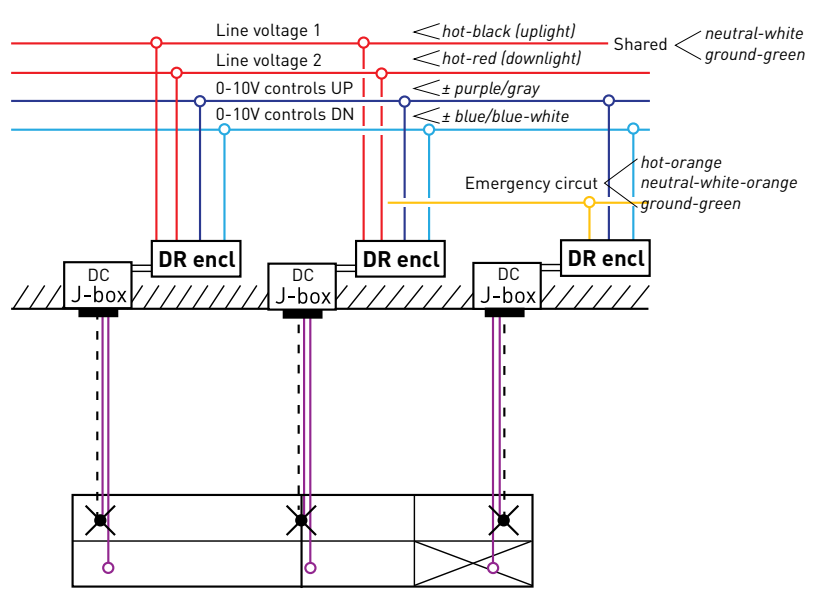 Line voltage 1
hot-black (uplight)
Shared
neutral-white
ground-green
Line voltage 2
hot-red (downlight)
0-10V controls UP
± purple/gray
0-10V controls DN
± blue/blue-white
Emergency circut
hot-orange
neutral-white-orange
ground-green
DR encl
DR encl
DR encl
DC
J-box
DC
J-box
DC
J-box